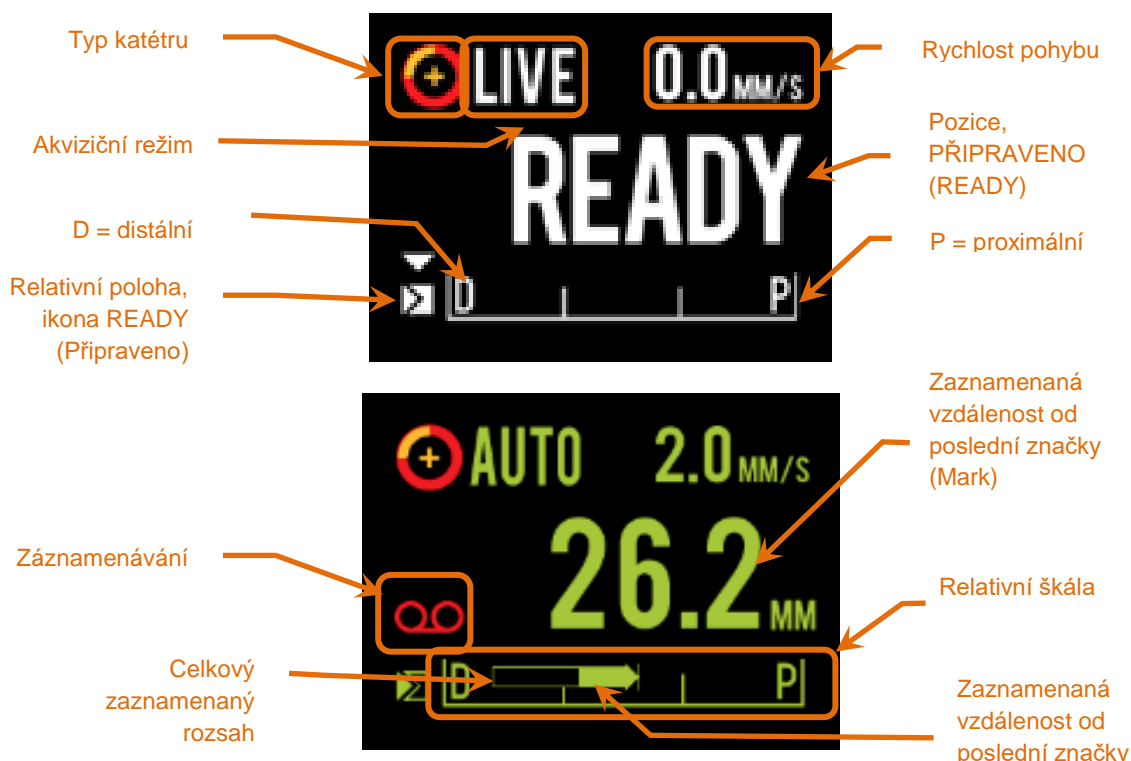 Typ katétru
LIVE
0.0 MM/S
Rychlost pohybu
Akviziční režim
READY
Pozice,
PŘIPRAVENO
(READY)
D = distální
P = proximální
Relativní poloha,
ikona READY
(Připraveno)
D
P
AUTO
2.0 MM/S
Zaznamenaná
vzdálenost od
poslední značky
(Mark)
Záznamenávání
26.2 MM
Relativní škála
D
P
Celkový
zaznamenaný
rozsah
Zaznamenaná
vzdálenost od
poslední značky